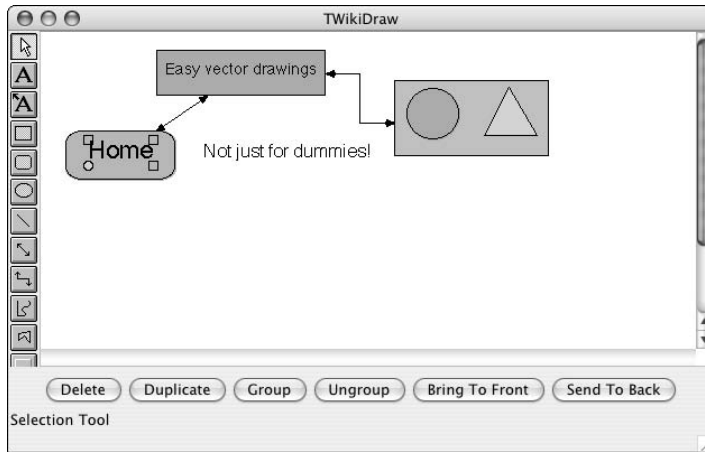 TWikiDraw
A
A
Easy vector drawings
Home
Not just for dummies!
Delete Duplicate Group Ungroup Bring To Front Send To Back
Selection Tool